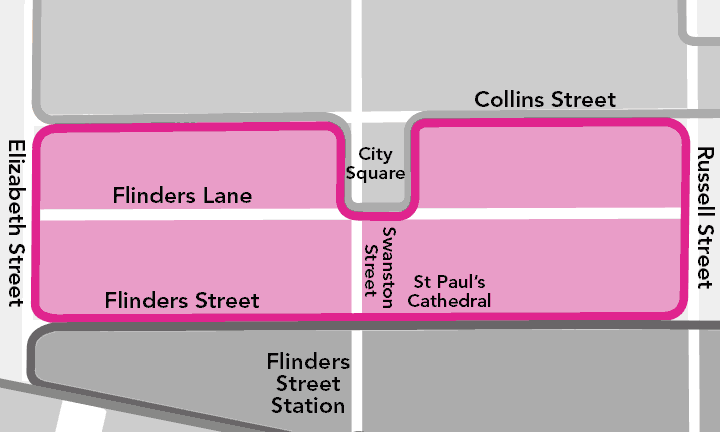 Collins Street
City
Square
Elizabeth Street
Russell Street
Flinders Lane
Swanston
Street
St Paul's
Cathedral
Flinders Street
Flinders
Street
Station